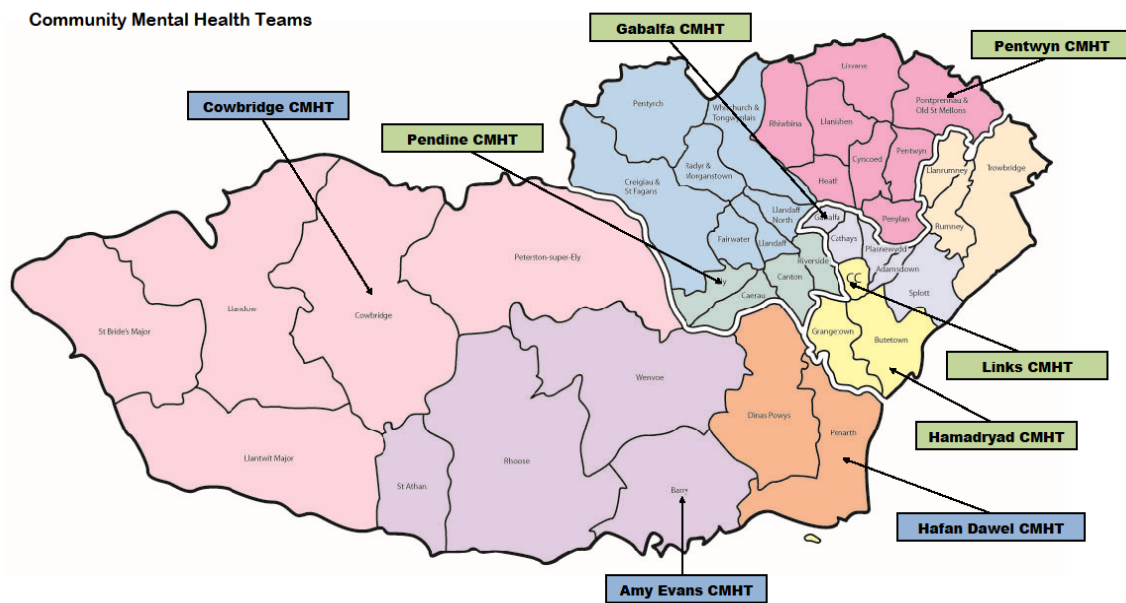 Community Mental Health Teams
Gabalfa CMHT
Pentwyn CMHT
Cowbridge CMHT
Pendine CMHT
Lisvane
Pentyrch
Whitchurch &
Tongwynlais
Rhiwbina
Llanishen
Pontprennau &
Old St Mellons
Radyr &
Morganstown
Cyncoed
Pentwyn
Heath
Llanrumney
Trowbridge
Creigiau &
St Fagans
Llandaff
North
Gabalfa
Penylan
Rumney
Fairwater
Llandaff
Cathays
Plasnewydd
Peterston-super-Ely
Riverside
Adamsdown
Ely
Canton
CC
Splott
Caerau
St Bride's Major
Llandow
Cowbridge
Grangetown
Butetown
Links CMHT
Wenvoe
Dinas Powys
Penarth
Hamadryad CMHT
Llantwit Major
St Athan
Rhoose
Barry
Hafan Dawel CMHT
Amy Evans CMHT